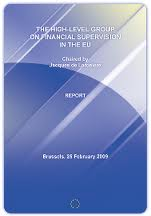 THE HIGH-LEVEL GROUP
ON FINANCIAL SUPERVISION
IN THE EU
Chaired by
Jacques de Larosière
REPORT
Brussels, 25 February 2009